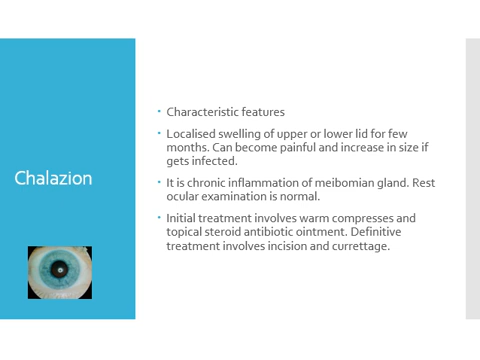 Chalazion
Characteristic features
Localised swelling of upper or lower lid for few
months. Can become painful and increase in size if
gets infected.
It is chronic inflammation of meibomian gland. Rest
ocular examination is normal.
Initial treatment involves warm compresses and
topical steroid antibiotic ointment. Definitive
treatment involves incision and currettage.